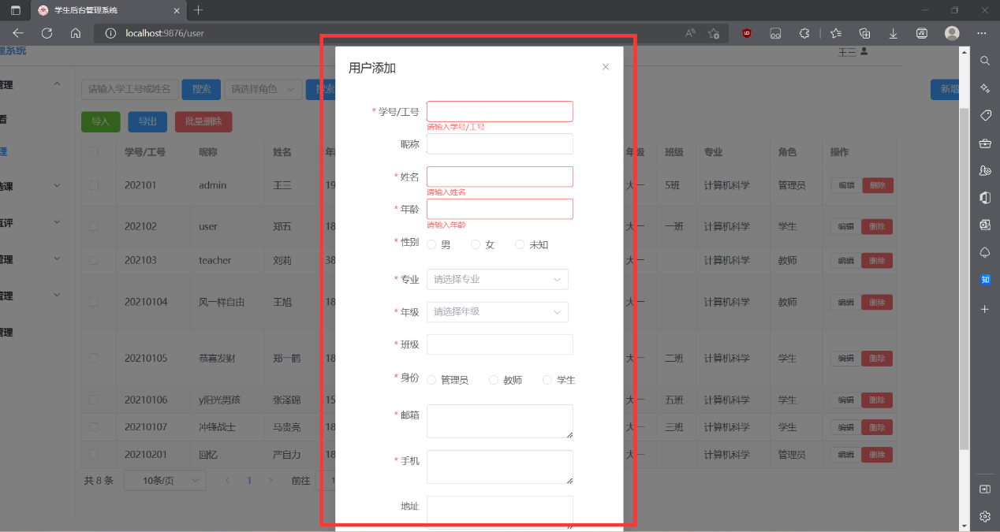 学生后台管理系统
localhost:9876/user
理系统
王三
管理
请输入学工号或姓名 搜索 请选择角色 搜索 新增
看
导入 导出 批量删除
理
学号/工号 昵称 姓名 年 年级 班级 专业 角色 操作
选课
202101 admin 王三 19 大一 5班 计算机科学 管理员 编辑 删除
互评
202102 user 郑五 18 大一 一班 计算机科学 学生 编辑 删除
管理
202103 teacher 刘莉 38 大一 计算机科学 教师 编辑 删除
管理
20210104 风一样自由 王旭 18 大一 计算机科学 教师 编辑 删除
管理
20210105 恭喜发财 郑一鹤 18 大一 二班 计算机科学 学生 编辑 删除
20210106 y阳光男孩 张泽锦 15 大一 五班 计算机科学 学生 编辑 删除
20210107 冲锋战士 马贵亮 18 大一 三班 计算机科学 学生 编辑 删除
20210201 回忆 严自力 18 大一 计算机科学 管理员 编辑 删除
共 8 条 10条/页 1 前往 1
用户添加
* 学号/工号
请输入学号/工号
昵称
* 姓名
请输入姓名
* 年龄
请输入年龄
* 性别 男 女 未知
* 专业 请选择专业
* 年级 请选择年级
* 班级
* 身份 管理员 教师 学生
* 邮箱
* 手机
地址
知